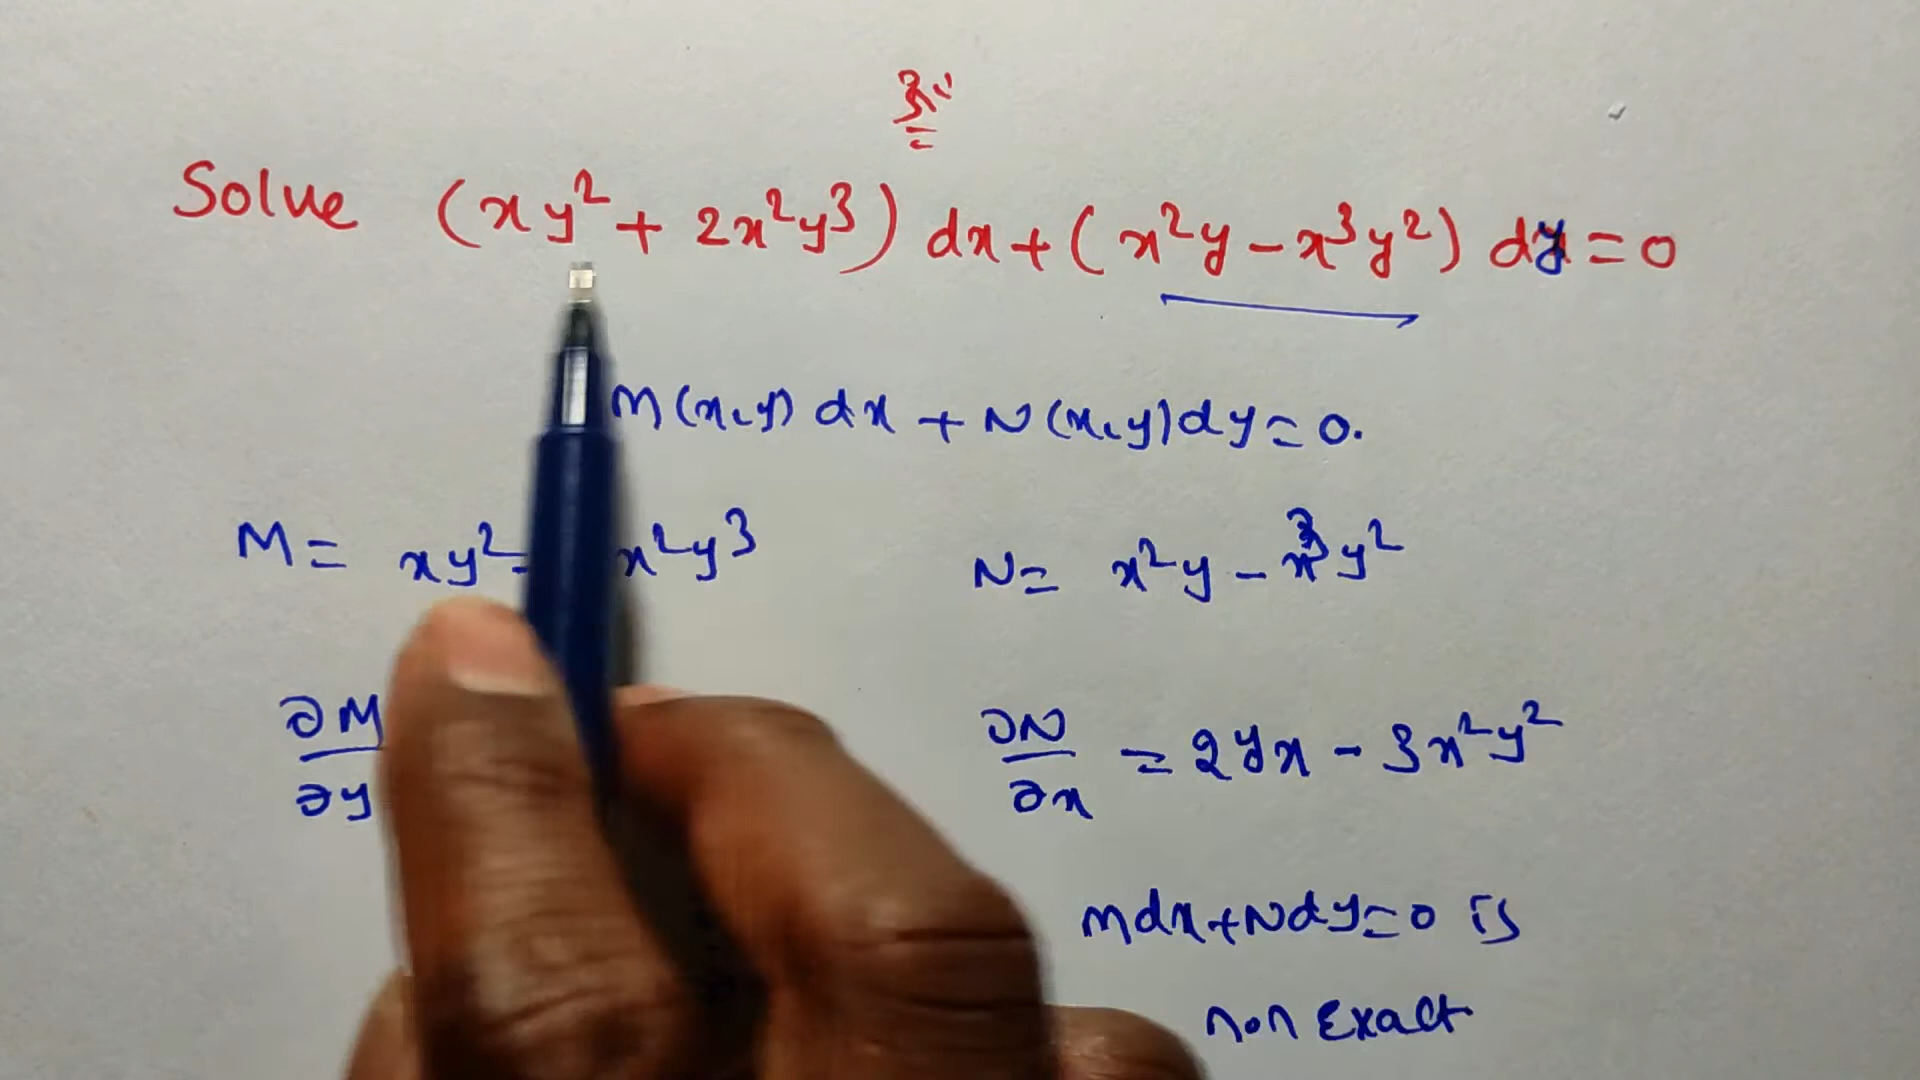 Solve (xy²+ 2x²y³) dx+(x²y-x³y²) dy=0
M(x,y) dx + N(x,y)dy=0.
M= xy² x²y³ N= x²y-x³y²
∂M/∂y ∂N/∂x = 2yx-3x²y²
mdx+Ndy=0 is
non Exact